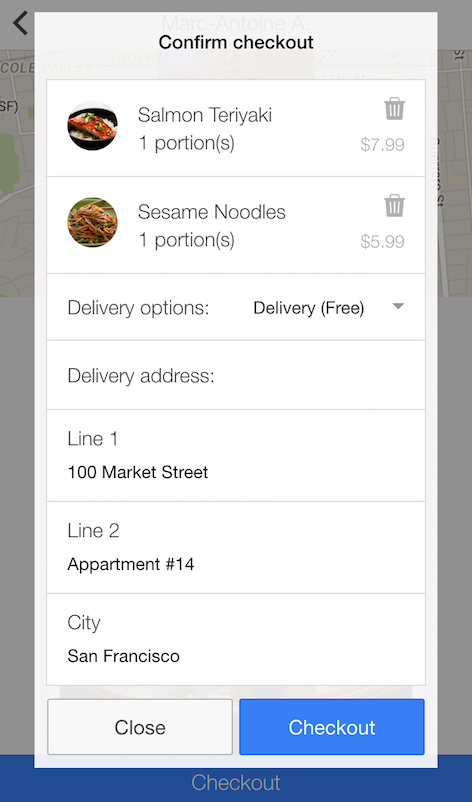 Marc-Antoine A.
Confirm checkout
Salmon Teriyaki
1 portion(s)
$7.99
Sesame Noodles
1 portion(s)
$5.99
Delivery options:
Delivery (Free)
Delivery address:
Line 1
100 Market Street
Line 2
Appartment #14
City
San Francisco
Close
Checkout
Checkout